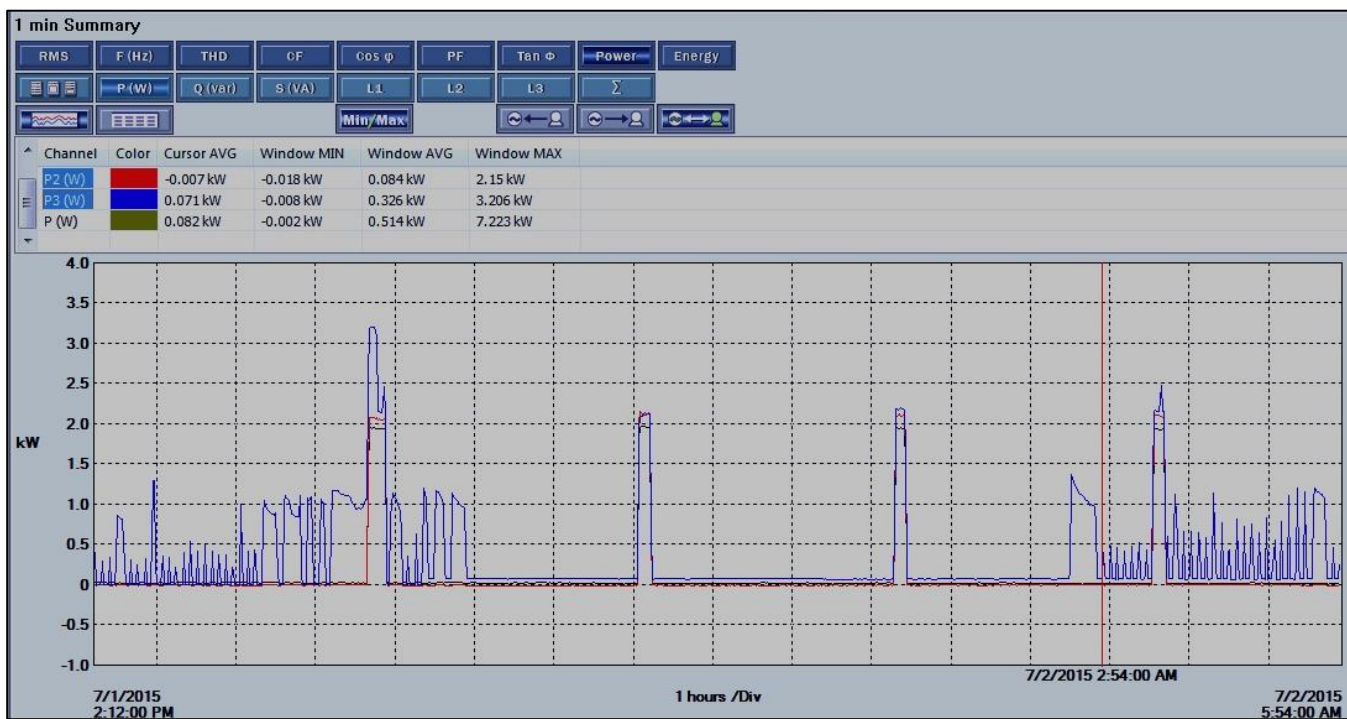 1 min Summary
RMS F (Hz) THD CF Cos φ PF Tan Φ Power Energy
P (W) Q (var) S (VA) L1 L2 L3 Σ
Min/Max
Channel Color Cursor AVG Window MIN Window AVG Window MAX
P2 (W) -0.007 kW -0.018 kW 0.084 kW 2.15 kW
P3 (W) 0.071 kW -0.008 kW 0.326 kW 3.206 kW
P (W) 0.082 kW -0.002 kW 0.514 kW 7.223 kW
4.0
3.5
3.0
2.5
2.0
kW
1.5
1.0
0.5
0
-0.5
-1.0
7/2/2015 2:54:00 AM
7/1/2015 1 hours /Div 7/2/2015
2:12:00 PM 5:54:00 AM